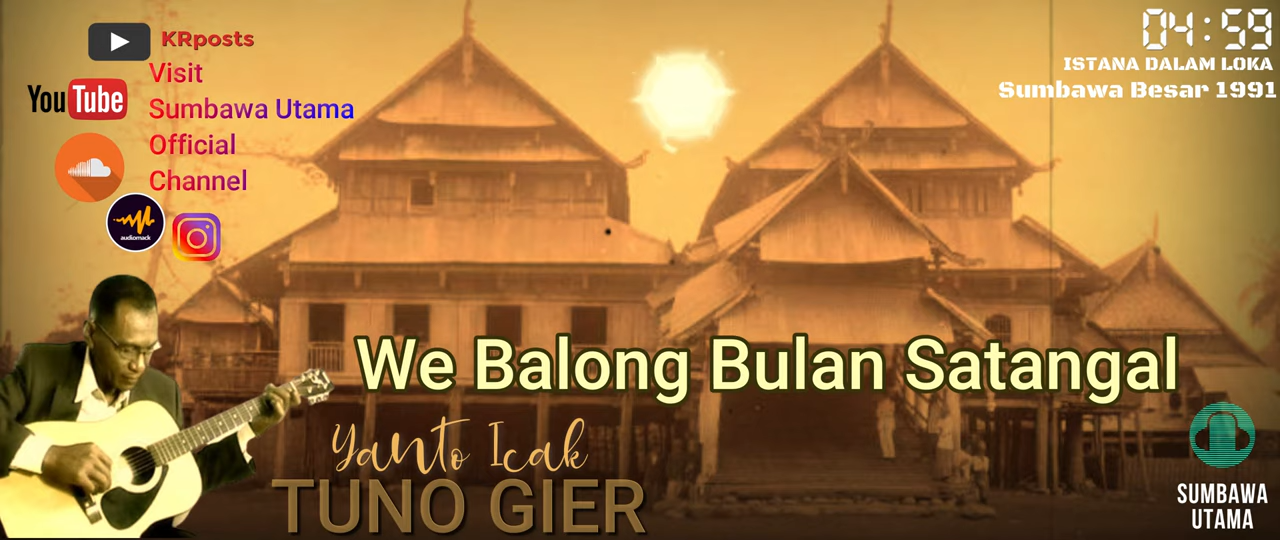 KRposts
Visit
YouTube
Sumbawa Utama
Official
Channel
audiomack
04:59
ISTANA DALAM LOKA
Sumbawa Besar 1991
We Balong Bulan Satangal
Yanto Icak
TUNO GIER
SUMBAWA
UTAMA